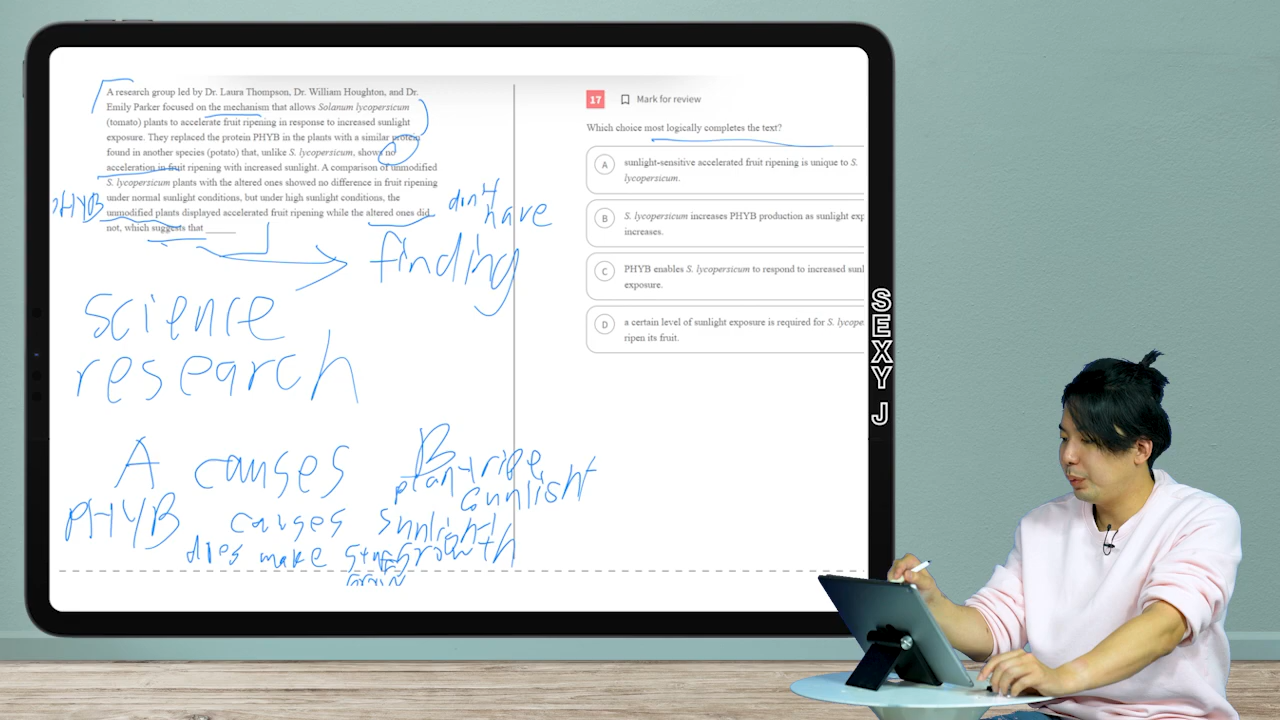 A research group led by Dr. Laura Thompson, Dr. William Houghton, and Dr.
Emily Parker focused on the mechanism that allows Solanum lycopersicum
(tomato) plants to accelerate fruit ripening in response to increased sunlight
exposure. They replaced the protein PHYB in the plants with a similar protein
found in another species (potato) that, unlike S. lycopersicum, shows no
acceleration in fruit ripening with increased sunlight. A comparison of unmodified
S. lycopersicum plants with the altered ones showed no difference in fruit ripening
under normal sunlight conditions, but under high sunlight conditions, the
unmodified plants displayed accelerated fruit ripening while the altered ones did
not, which suggests that ______
PHYB
don't
have
finding
science
research
A causes B
plant ripe
sunlight
PHYB causes sunlight
does make growth
17 Mark for review
Which choice most logically completes the text?
A sunlight-sensitive accelerated fruit ripening is unique to S.
lycopersicum.
B S. lycopersicum increases PHYB production as sunlight exp
increases.
C PHYB enables S. lycopersicum to respond to increased sunl
exposure.
D a certain level of sunlight exposure is required for S. lycope
ripen its fruit.
SEXY J